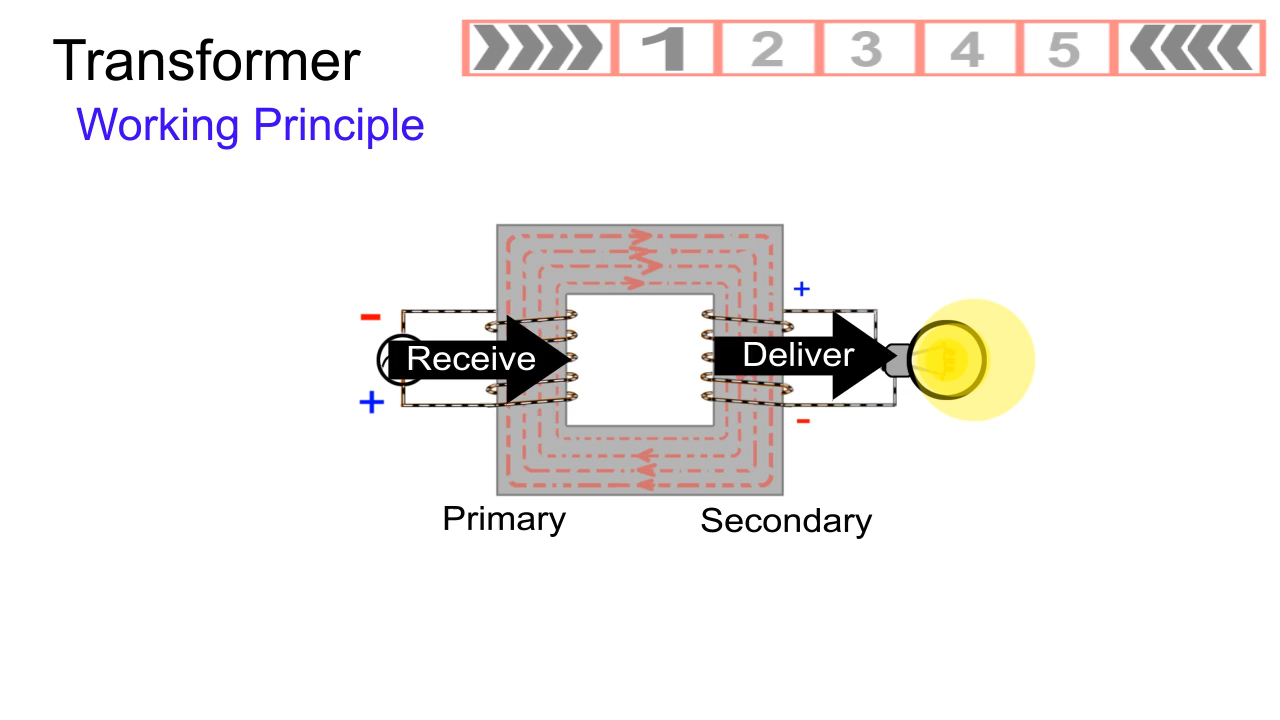 Transformer
Working Principle
1 2 3 4 5
- 
+
Receive
+
Deliver
-
Primary
Secondary